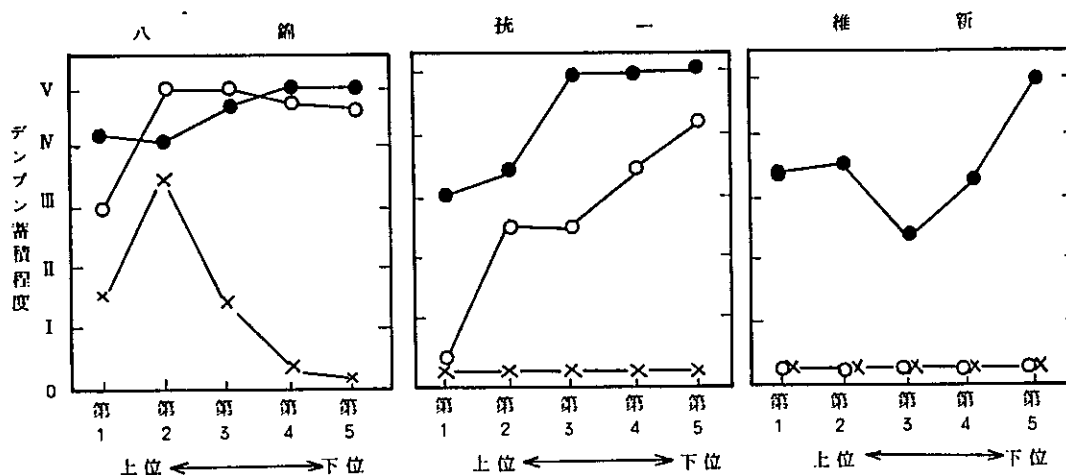 八 錦
一
維 新
デンプン蓄積程度
V
IV
III
II
I
0
第1 第2 第3 第4 第5
第1 第2 第3 第4 第5
第1 第2 第3 第4 第5
上位 下位
上位 下位
上位 下位